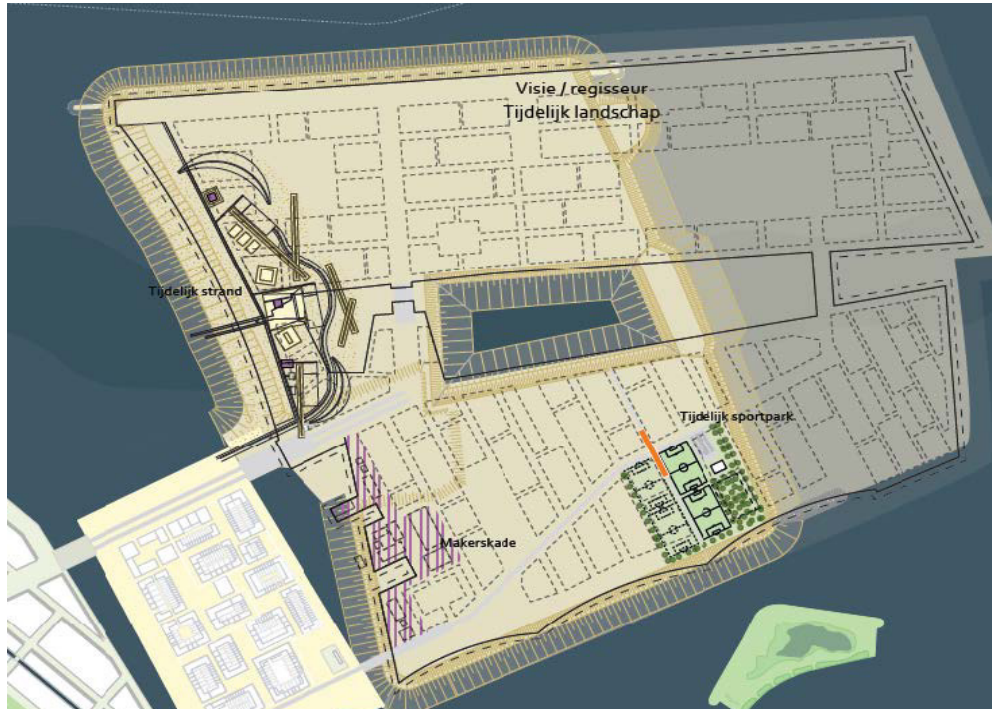 Visie / regisseur
Tijdelijk landschap
Tijdelijk strand
Tijdelijk sportpark
Makerskade